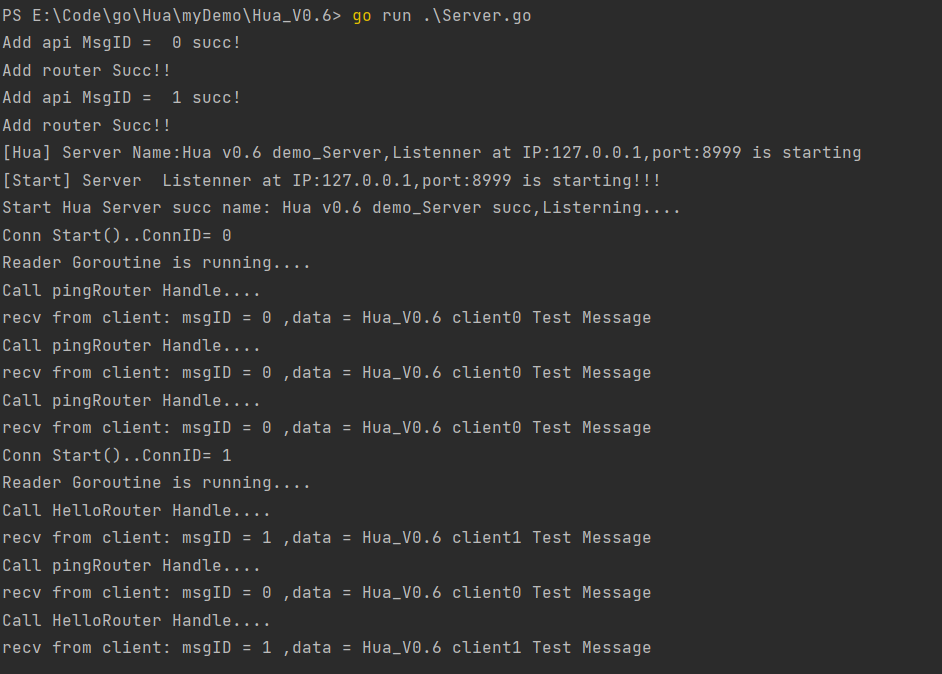 PS E:\Code\go\Hua\myDemo\Hua_V0.6> go run .\Server.go
Add api MsgID =  0 succ!
Add router Succ!!
Add api MsgID =  1 succ!
Add router Succ!!
[Hua] Server Name:Hua v0.6 demo_Server,Listenner at IP:127.0.0.1,port:8999 is starting
[Start] Server  Listenner at IP:127.0.0.1,port:8999 is starting!!!
Start Hua Server succ name: Hua v0.6 demo_Server succ,Listerning....
Conn Start()..ConnID= 0
Reader Goroutine is running....
Call pingRouter Handle....
recv from client: msgID = 0 ,data = Hua_V0.6 client0 Test Message
Call pingRouter Handle....
recv from client: msgID = 0 ,data = Hua_V0.6 client0 Test Message
Call pingRouter Handle....
recv from client: msgID = 0 ,data = Hua_V0.6 client0 Test Message
Conn Start()..ConnID= 1
Reader Goroutine is running....
Call HelloRouter Handle....
recv from client: msgID = 1 ,data = Hua_V0.6 client1 Test Message
Call pingRouter Handle....
recv from client: msgID = 0 ,data = Hua_V0.6 client0 Test Message
Call HelloRouter Handle....
recv from client: msgID = 1 ,data = Hua_V0.6 client1 Test Message